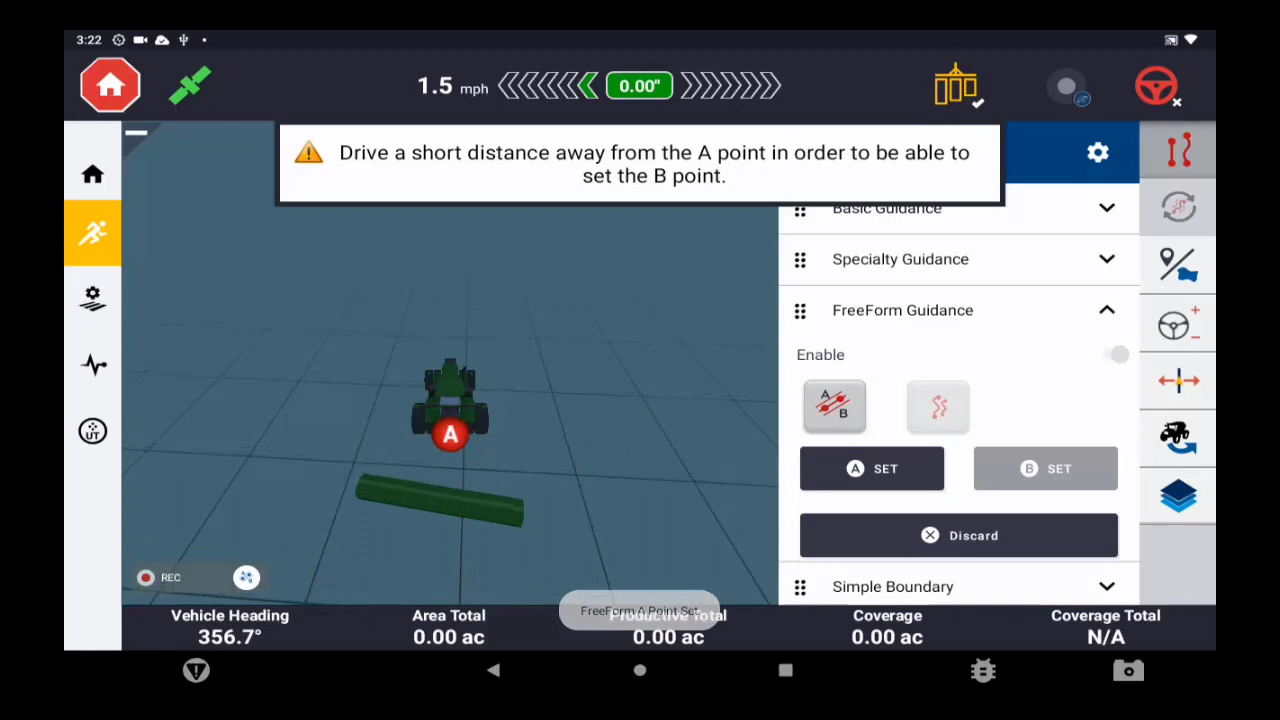 3:22
1.5 mph
0.00"
Drive a short distance away from the A point in order to be able to
set the B point.
Basic Guidance
Specialty Guidance
FreeForm Guidance
Enable
A
B
A SET
B SET
Discard
Simple Boundary
A
REC
UT
FreeForm A Point Set.
Vehicle Heading
356.7°
Area Total
0.00 ac
Productive Total
0.00 ac
Coverage
0.00 ac
Coverage Total
N/A